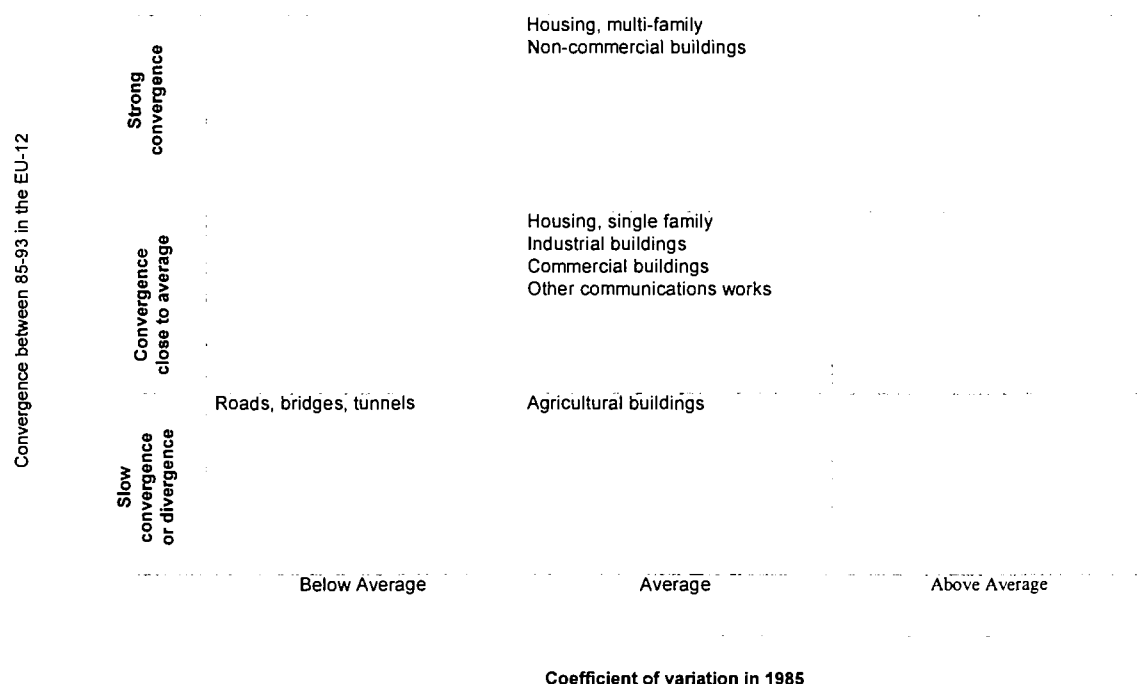 Housing, multi-family
Non-commercial buildings
Strong
convergence
Convergence between 85-93 in the EU-12
Housing, single family
Industrial buildings
Commercial buildings
Other communications works
Convergence
close to average
Roads, bridges, tunnels
Agricultural buildings
Slow
convergence
or divergence
Below Average
Average
Above Average
Coefficient of variation in 1985